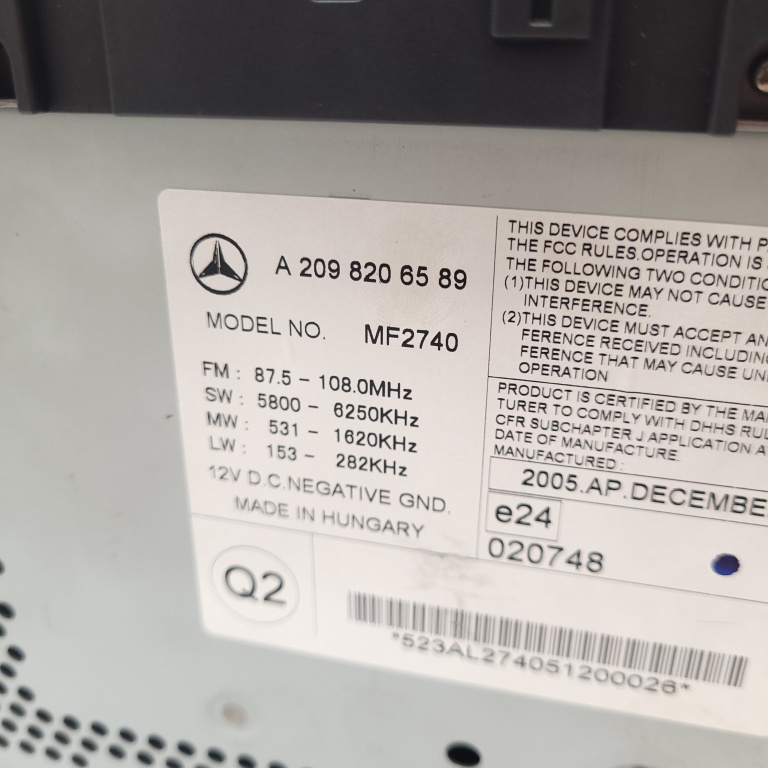 A 209 820 65 89
MODEL NO. MF2740
FM : 87.5 - 108.0MHz
SW : 5800 - 6250KHz
MW : 531 - 1620KHz
LW : 153 - 282KHz
12V D.C.NEGATIVE GND.
MADE IN HUNGARY
Q2
THIS DEVICE COMPLIES WITH
THE FCC RULES.OPERATION IS
THE FOLLOWING TWO
(1)THIS DEVICE MAY NOT CAUSE
INTERFERENCE.
(2)THIS DEVICE MUST ACCEPT
FERENCE RECEIVED INCLUDING
FERENCE THAT MAY CAUSE
OPERATION
PRODUCT IS CERTIFIED BY THE
TURER TO COMPLY WITH DHHS
CFR SUBCHAPTER J APPLICATION
DATE OF MANUFACTURE.
MANUFACTURED :
2005.AP.DECEMBER
e24
020748
*523AL274051200026*